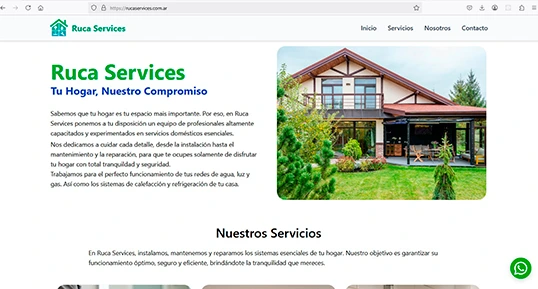 https://rucaservices.com.ar
Ruca Services
Inicio Servicios Nosotros Contacto
Ruca Services
Tu Hogar, Nuestro Compromiso
Sabemos que tu hogar es tu espacio más importante. Por eso, en Ruca
Services ponemos a tu disposición un equipo de profesionales altamente
capacitados y experimentados en servicios domésticos esenciales.
Nos dedicamos a cuidar cada detalle, desde la instalación hasta el
mantenimiento y la reparación, para que te ocupes solamente de disfrutar
tu hogar con total tranquilidad y seguridad.
Trabajamos para el perfecto funcionamiento de tus redes de agua, luz y
gas. Así como los sistemas de calefacción y refrigeración de tu casa.
Nuestros Servicios
En Ruca Services, instalamos, mantenemos y reparamos los sistemas esenciales de tu hogar. Nuestro objetivo es garantizar su
funcionamiento óptimo, seguro y eficiente, brindándote la tranquilidad que mereces.